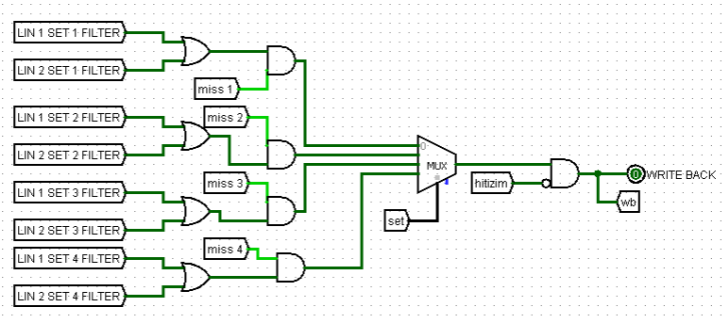 LIN 1 SET 1 FILTER
LIN 2 SET 1 FILTER
miss 1
LIN 1 SET 2 FILTER
miss 2
LIN 2 SET 2 FILTER
0
MUX
LIN 1 SET 3 FILTER
miss 3
hitizim
0
WRITE BACK
wb
LIN 2 SET 3 FILTER
set
LIN 1 SET 4 FILTER
miss 4
LIN 2 SET 4 FILTER